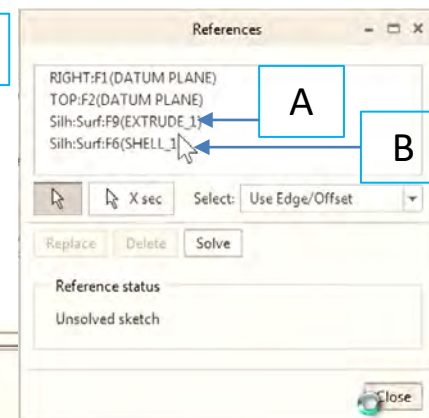 References
RIGHT:F1(DATUM PLANE)
TOP:F2(DATUM PLANE)
Silh:Surf:F9(EXTRUDE_1)
A
Silh:Surf:F6(SHELL_1
B
X sec Select: Use Edge/Offset
Replace Delete Solve
Reference status
Unsolved sketch
Close